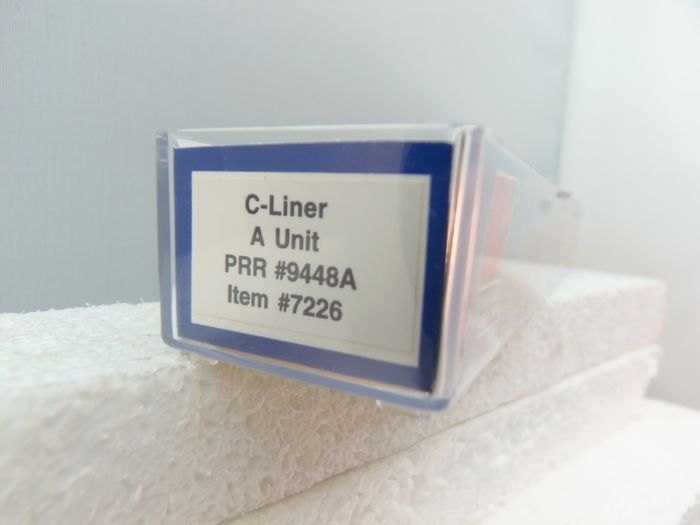 C-Liner
A Unit
PRR #9448A
Item #7226